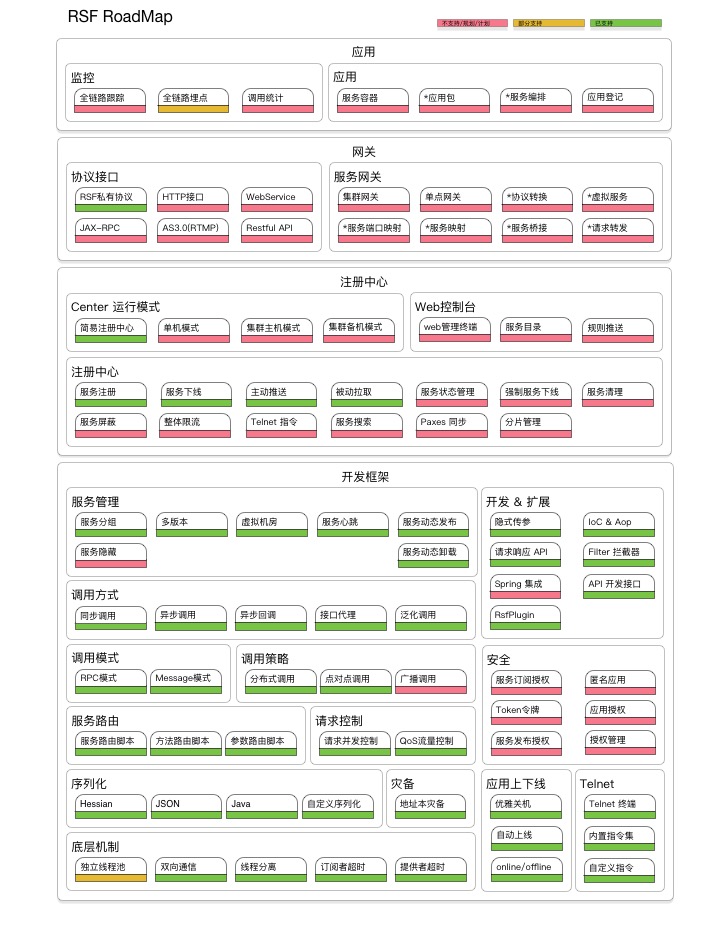 RSF RoadMap
不支持/规划/计划 部分支持 已支持
应用
监控
全链路跟踪 全链路埋点 调用统计
应用
服务容器 *应用包 *服务编排 应用登记
网关
协议接口
RSF私有协议 HTTP接口 WebService
JAX-RPC AS3.0(RTMP) Restful API
服务网关
集群网关 单点网关 *协议转换 *虚拟服务
*服务端口映射 *服务映射 *服务桥接 *请求转发
注册中心
Center 运行模式
简易注册中心 单机模式 集群主机模式 集群备机模式
Web控制台
web管理终端 服务目录 规则推送
注册中心
服务注册 服务下线 主动推送 被动拉取 服务状态管理 强制服务下线 服务清理
服务屏蔽 整体限流 Telnet 指令 服务搜索 Paxes 同步 分片管理
开发框架
服务管理
服务分组 多版本 虚拟机房 服务心跳 服务动态发布
服务隐藏 服务动态卸载
开发 & 扩展
隐式传参 IoC & Aop
请求响应 API Filter 拦截器
Spring 集成 API 开发接口
RsfPlugin
调用方式
同步调用 异步调用 异步回调 接口代理 泛化调用
调用模式
RPC模式 Message模式
调用策略
分布式调用 点对点调用 广播调用
安全
服务订阅授权 匿名应用
Token令牌 应用授权
服务发布授权 授权管理
服务路由
服务路由脚本 方法路由脚本 参数路由脚本
请求控制
请求并发控制 QoS流量控制
序列化
Hessian JSON Java 自定义序列化
灾备
地址本灾备
应用上下线
优雅关机
自动上线
online/offline
Telnet
Telnet 终端
内置指令集
自定义指令
底层机制
独立线程池 双向通信 线程分离 订阅者超时 提供者超时